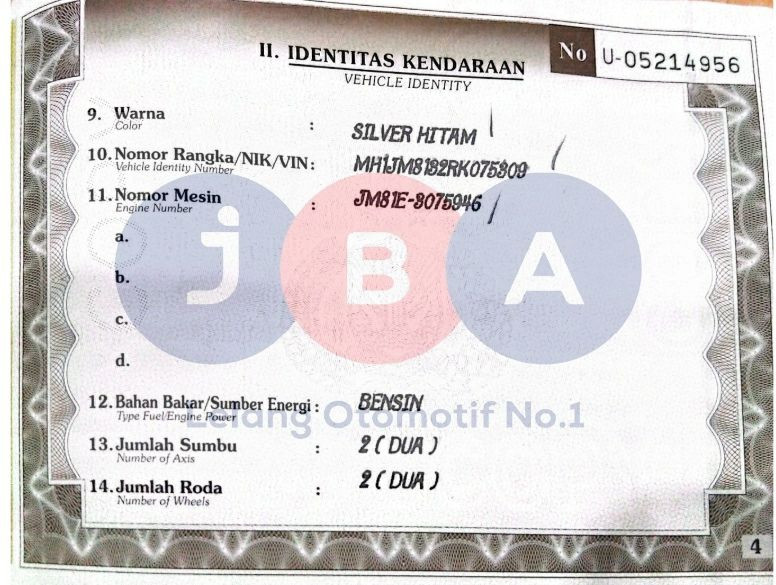 No U-05214956
II. IDENTITAS KENDARAAN
VEHICLE IDENTITY
9. Warna : SILVER HITAM
Color
10. Nomor Rangka/NIK/VIN : MH1JM8132RK075309
Vehicle Identity Number
11. Nomor Mesin : JM81E-3075946
Engine Number
a.
b.
c.
d.
JBA
12. Bahan Bakar/Sumber Energi : BENSIN
Type Fuel/Engine Power
Lelang Otomotif No.1
13. Jumlah Sumbu : 2 ( DUA )
Number of Axis
14. Jumlah Roda : 2 ( DUA )
Number of Wheels
4